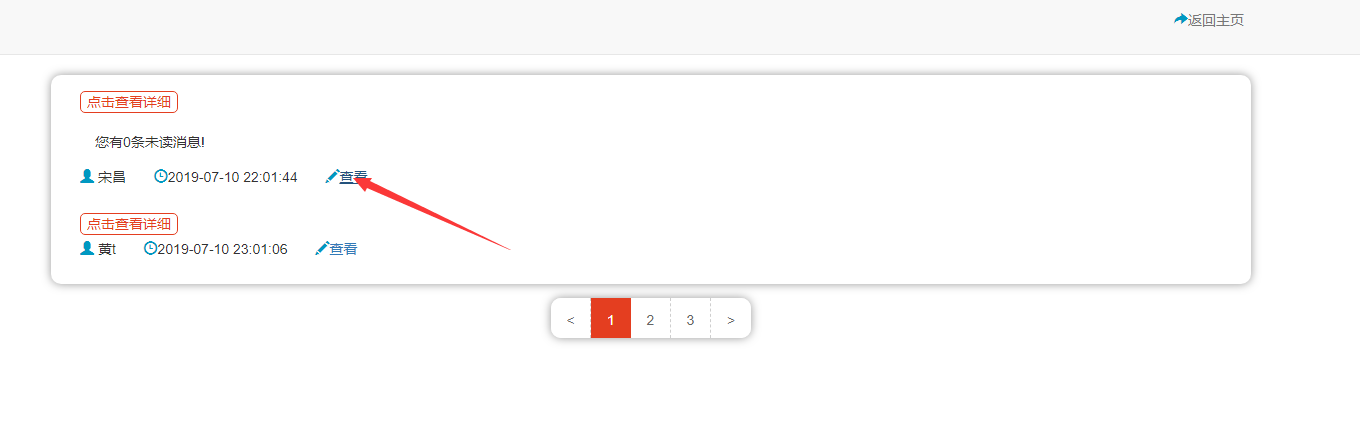 返回主页
点击查看详细
您有0条未读消息!
宋昌 2019-07-10 22:01:44 查看
点击查看详细
黄t 2019-07-10 23:01:06 查看
< 1 2 3 >